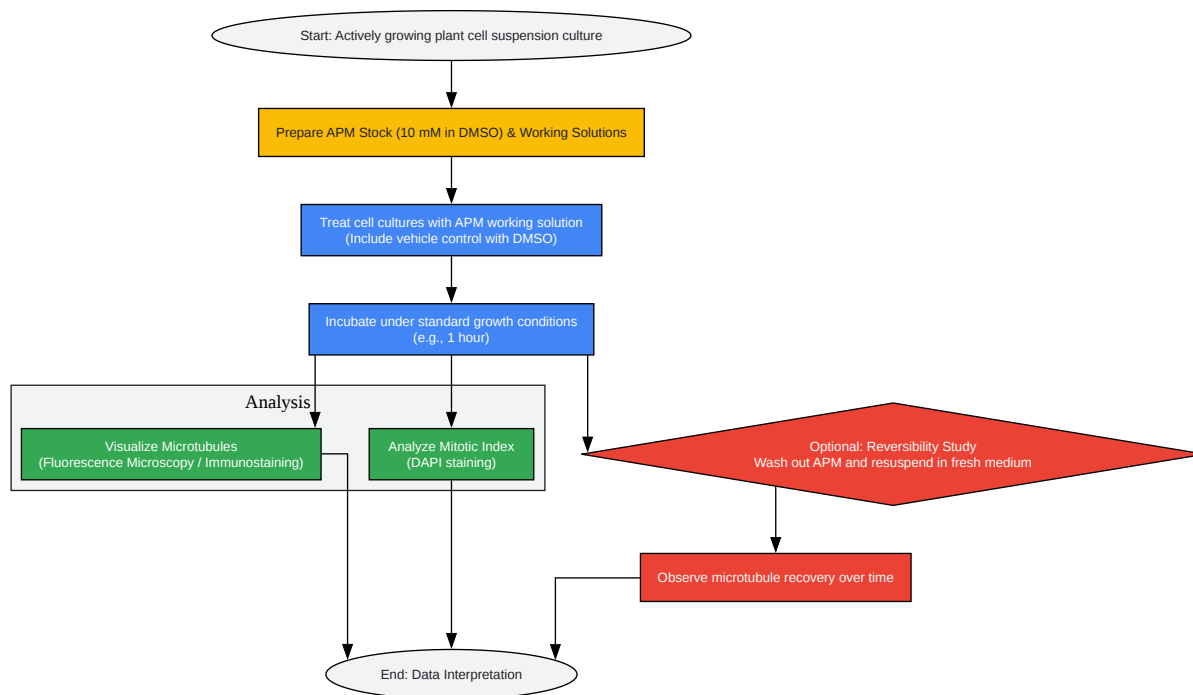 Start: Actively growing plant cell suspension culture
Prepare APM Stock (10 mM in DMSO) & Working Solutions
Treat cell cultures with APM working solution
(Include vehicle control with DMSO)
Incubate under standard growth conditions
(e.g., 1 hour)
Analysis
Visualize Microtubules
(Fluorescence Microscopy / Immunostaining)
Analyze Mitotic Index
(DAPI staining)
Optional: Reversibility Study
Wash out APM and resuspend in fresh medium
Observe microtubule recovery over time
End: Data Interpretation